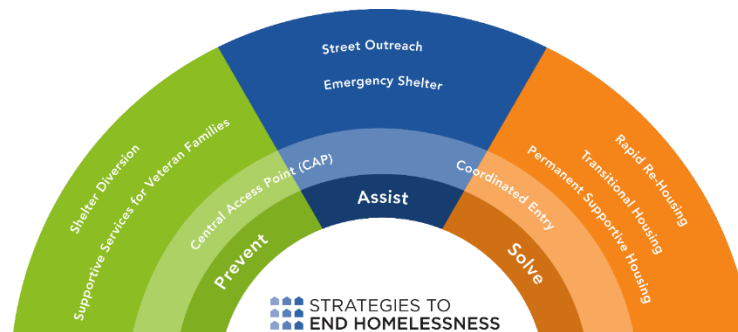 Shelter Diversion
Supportive Services for Veteran Families
Central Access Point (CAP)
Prevent
Street Outreach
Emergency Shelter
Assist
Rapid Re-Housing
Transitional Housing
Permanent Supportive Housing
Coordinated Entry
Solve
STRATEGIES TO
END HOMELESSNESS